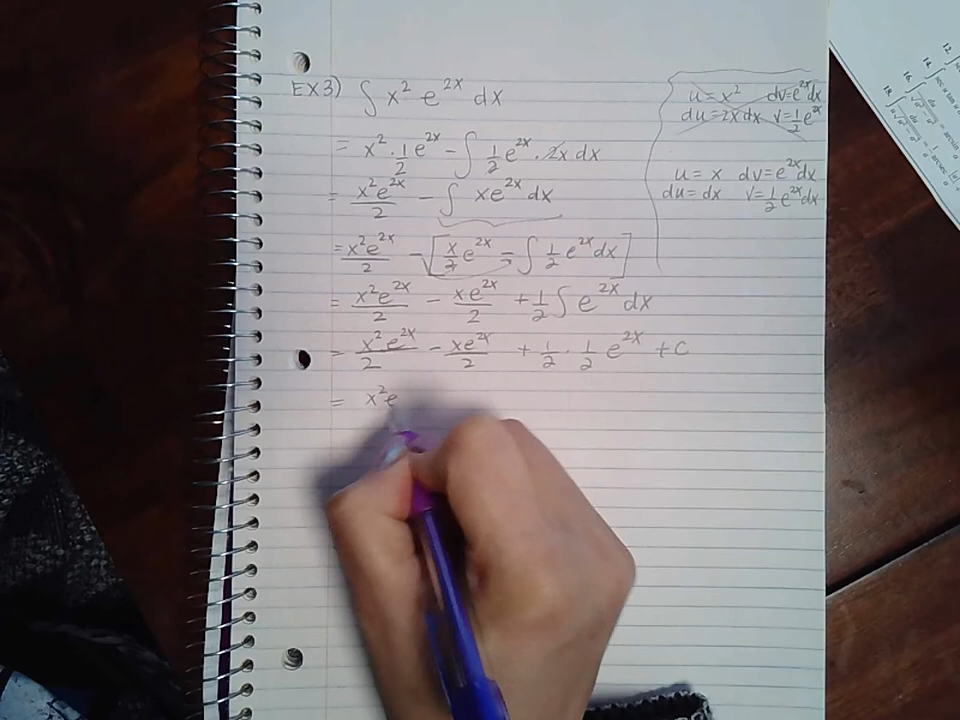 EX3) ∫ x² e^{2x} dx
= x² · 1/2 e^{2x} − ∫ 1/2 e^{2x} · 2x dx
= x²e^{2x}/2 − ∫ xe^{2x} dx
= x²e^{2x}/2 − [x/2 e^{2x} − ∫ 1/2 e^{2x} dx]
= x²e^{2x}/2 − xe^{2x}/2 + 1/2 ∫ e^{2x} dx
= x²e^{2x}/2 − xe^{2x}/2 + 1/2 · 1/2 e^{2x} + C
= x²e
u = x² dv = e^{2x} dx
du = 2x dx v = 1/2 e^{2x}
u = x dv = e^{2x} dx
du = dx v = 1/2 e^{2x} dx
12.
16.
18.